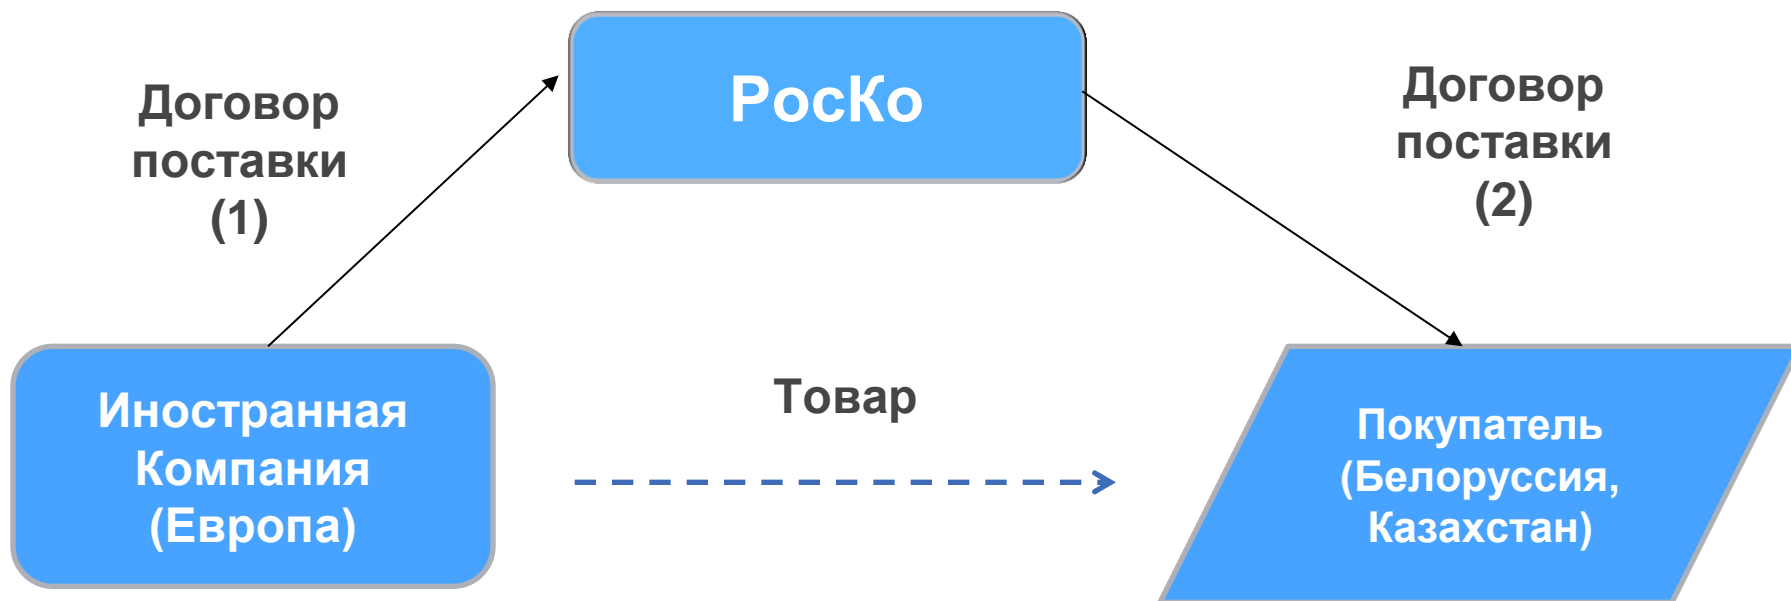 РосКо
Договор
поставки
(1)
Договор
поставки
(2)
Товар
Иностранная
Компания
(Европа)
Покупатель
(Белоруссия,
Казахстан)